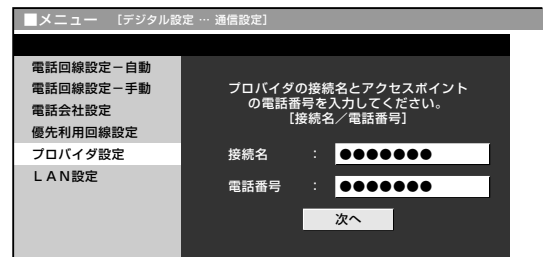 ■メニュー [デジタル設定 … 通信設定]
電話回線設定－自動
電話回線設定－手動
電話会社設定
優先利用回線設定
プロバイダ設定
ＬＡＮ設定
プロバイダの接続名とアクセスポイント
の電話番号を入力してください。
[接続名／電話番号]
接続名 ： ●●●●●●●
電話番号 ： ●●●●●●●
次へ